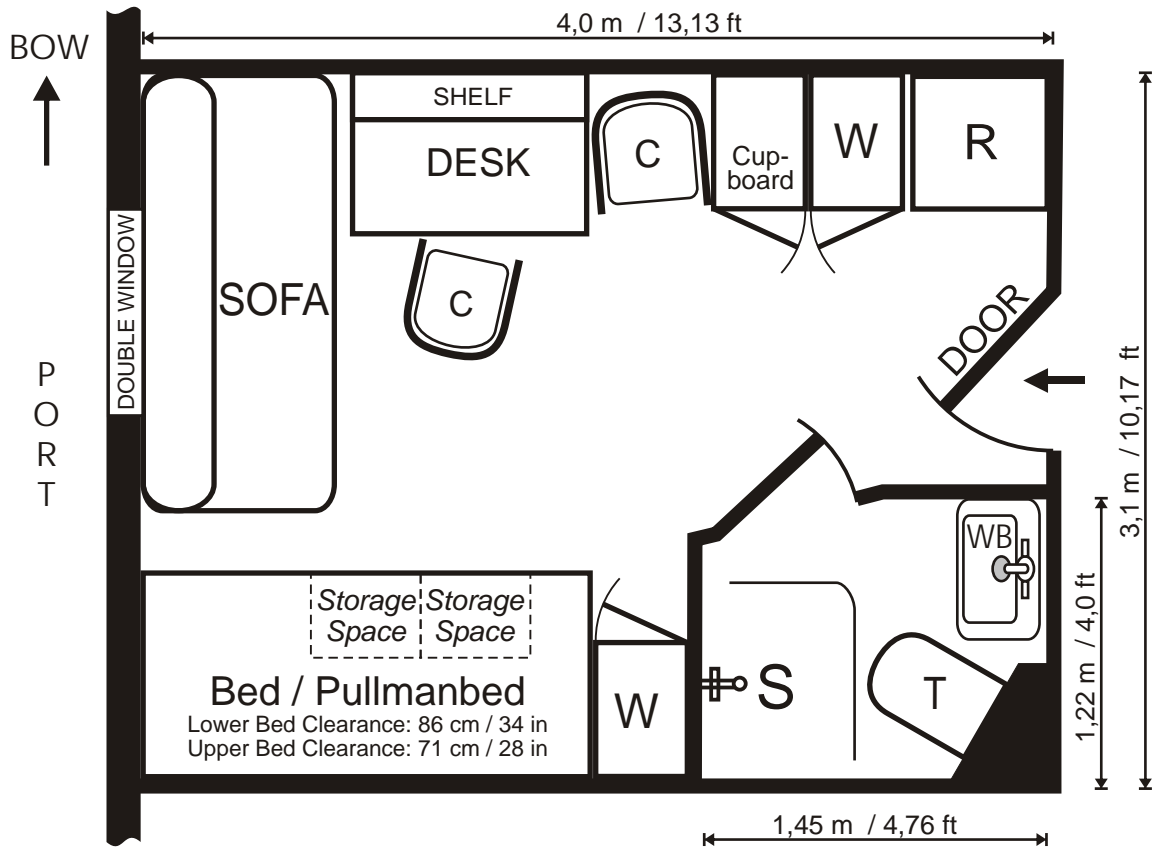 4,0 m / 13,13 ft
BOW
SHELF
DESK
C
Cup-
board
W
R
DOUBLE WINDOW
SOFA
C
DOOR
P
O
R
T
3,1 m / 10,17 ft
WB
1,22 m / 4,0 ft
Storage
Space
Storage
Space
Bed / Pullmanbed
Lower Bed Clearance: 86 cm / 34 in
Upper Bed Clearance: 71 cm / 28 in
W
S
T
1,45 m / 4,76 ft